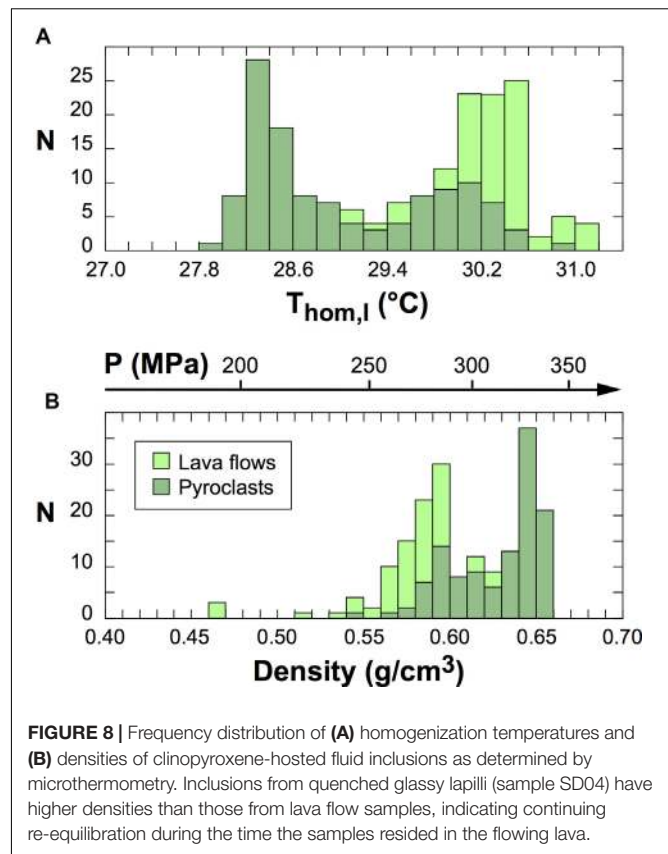 A
25
20
N 15
10
5
0
27.0 27.8 28.6 29.4 30.2 31.0
T_hom,l (°C)
P (MPa) 200 250 300 350
B
Lava flows
Pyroclasts
30
N 20
10
0
0.40 0.45 0.50 0.55 0.60 0.65 0.70
Density (g/cm³)
FIGURE 8 | Frequency distribution of (A) homogenization temperatures and
(B) densities of clinopyroxene-hosted fluid inclusions as determined by
microthermometry. Inclusions from quenched glassy lapilli (sample SD04) have
higher densities than those from lava flow samples, indicating continuing
re-equilibration during the time the samples resided in the flowing lava.